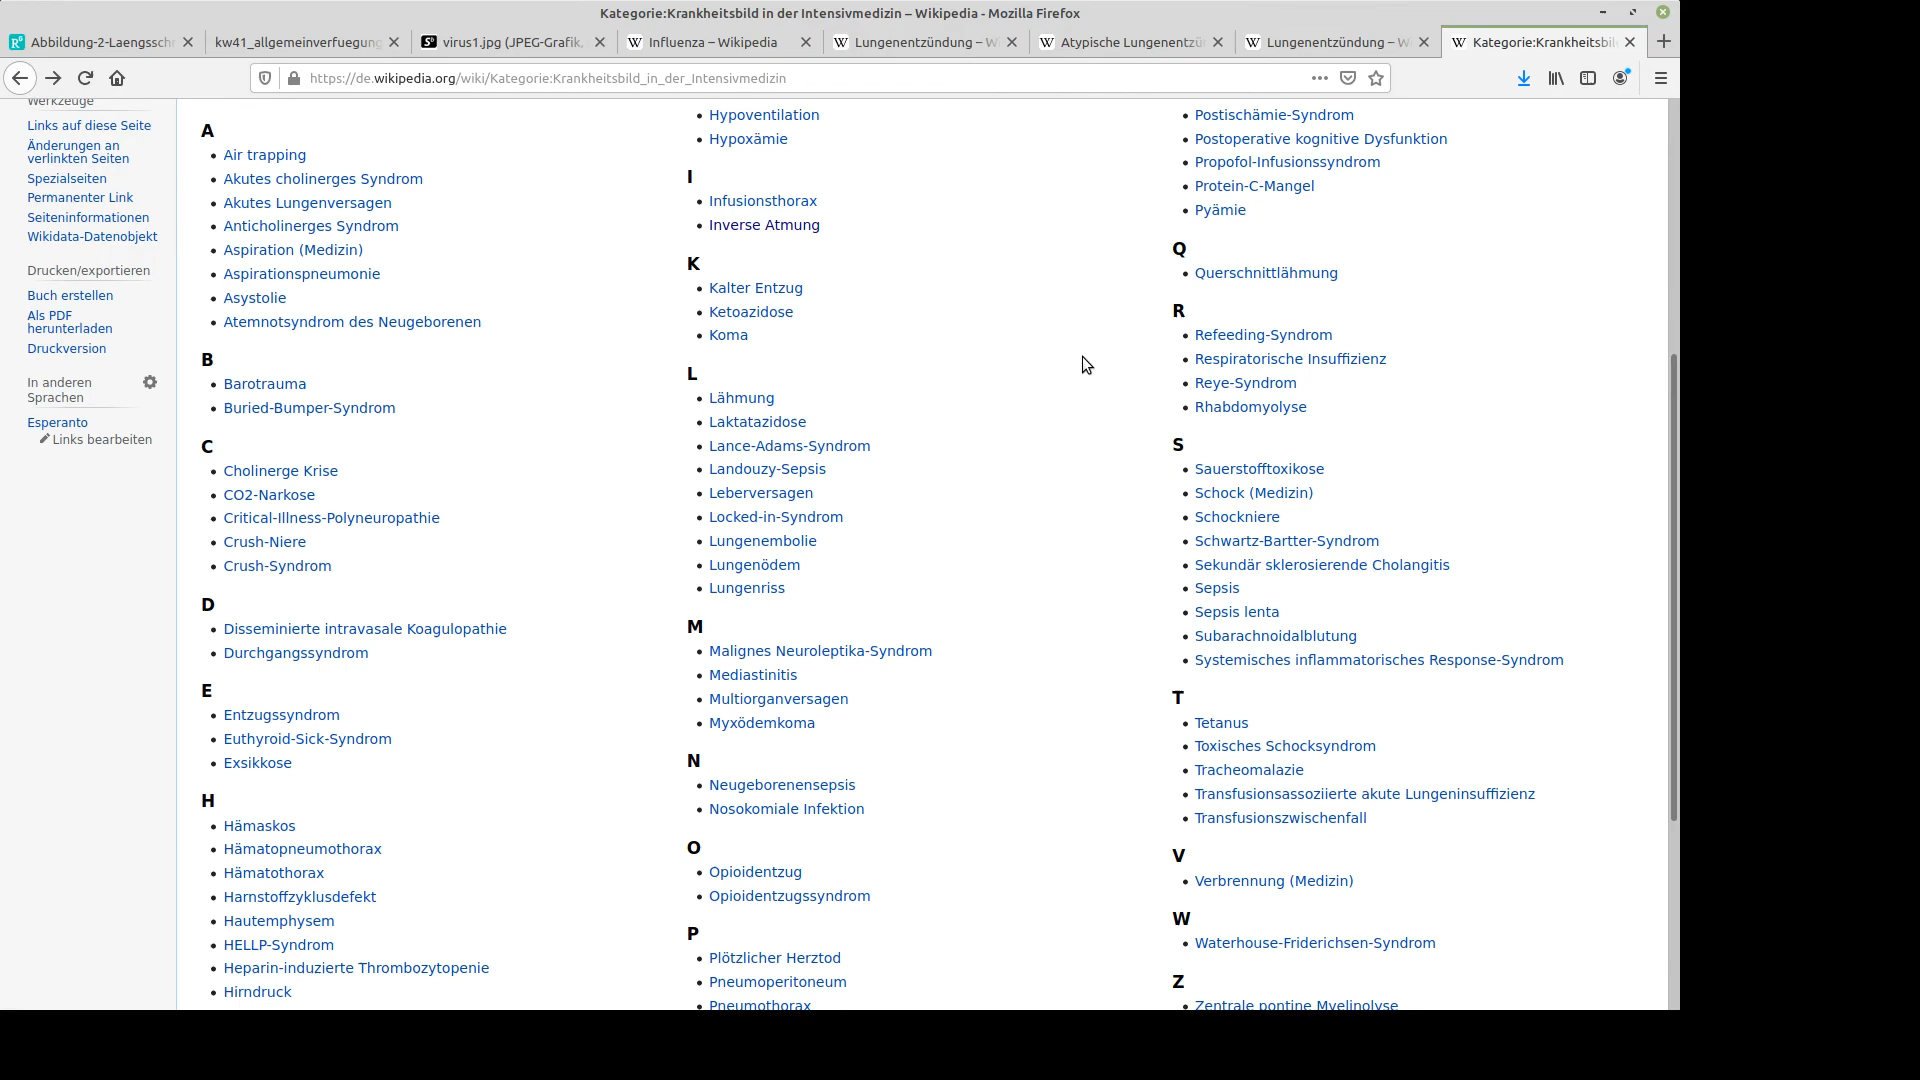 Kategorie:Krankheitsbild in der Intensivmedizin – Wikipedia - Mozilla Firefox
Abbildung-2-Laengsschn
kw41_allgemeinverfuegung
virus1.jpg (JPEG-Grafik,
Influenza – Wikipedia
Lungenentzündung – Wi
Atypische Lungenentzün
Lungenentzündung – Wi
Kategorie:Krankheitsbild
https://de.wikipedia.org/wiki/Kategorie:Krankheitsbild_in_der_Intensivmedizin
Werkzeuge
Links auf diese Seite
Änderungen an
verlinkten Seiten
Spezialseiten
Permanenter Link
Seiteninformationen
Wikidata-Datenobjekt
Drucken/exportieren
Buch erstellen
Als PDF
herunterladen
Druckversion
In anderen
Sprachen
Esperanto
Links bearbeiten
A
Air trapping
Akutes cholinerges Syndrom
Akutes Lungenversagen
Anticholinerges Syndrom
Aspiration (Medizin)
Aspirationspneumonie
Asystolie
Atemnotsyndrom des Neugeborenen
B
Barotrauma
Buried-Bumper-Syndrom
C
Cholinerge Krise
CO2-Narkose
Critical-Illness-Polyneuropathie
Crush-Niere
Crush-Syndrom
D
Disseminierte intravasale Koagulopathie
Durchgangssyndrom
E
Entzugssyndrom
Euthyroid-Sick-Syndrom
Exsikkose
H
Hämaskos
Hämatopneumothorax
Hämatothorax
Harnstoffzyklusdefekt
Hautemphysem
HELLP-Syndrom
Heparin-induzierte Thrombozytopenie
Hirndruck
Hypoventilation
Hypoxämie
I
Infusionsthorax
Inverse Atmung
K
Kalter Entzug
Ketoazidose
Koma
L
Lähmung
Laktatazidose
Lance-Adams-Syndrom
Landouzy-Sepsis
Leberversagen
Locked-in-Syndrom
Lungenembolie
Lungenödem
Lungenriss
M
Malignes Neuroleptika-Syndrom
Mediastinitis
Multiorganversagen
Myxödemkoma
N
Neugeborenensepsis
Nosokomiale Infektion
O
Opioidentzug
Opioidentzugssyndrom
P
Plötzlicher Herztod
Pneumoperitoneum
Pneumothorax
Postischämie-Syndrom
Postoperative kognitive Dysfunktion
Propofol-Infusionssyndrom
Protein-C-Mangel
Pyämie
Q
Querschnittlähmung
R
Refeeding-Syndrom
Respiratorische Insuffizienz
Reye-Syndrom
Rhabdomyolyse
S
Sauerstofftoxikose
Schock (Medizin)
Schockniere
Schwartz-Bartter-Syndrom
Sekundär sklerosierende Cholangitis
Sepsis
Sepsis lenta
Subarachnoidalblutung
Systemisches inflammatorisches Response-Syndrom
T
Tetanus
Toxisches Schocksyndrom
Tracheomalazie
Transfusionsassoziierte akute Lungeninsuffizienz
Transfusionszwischenfall
V
Verbrennung (Medizin)
W
Waterhouse-Friderichsen-Syndrom
Z
Zentrale pontine Myelinolyse